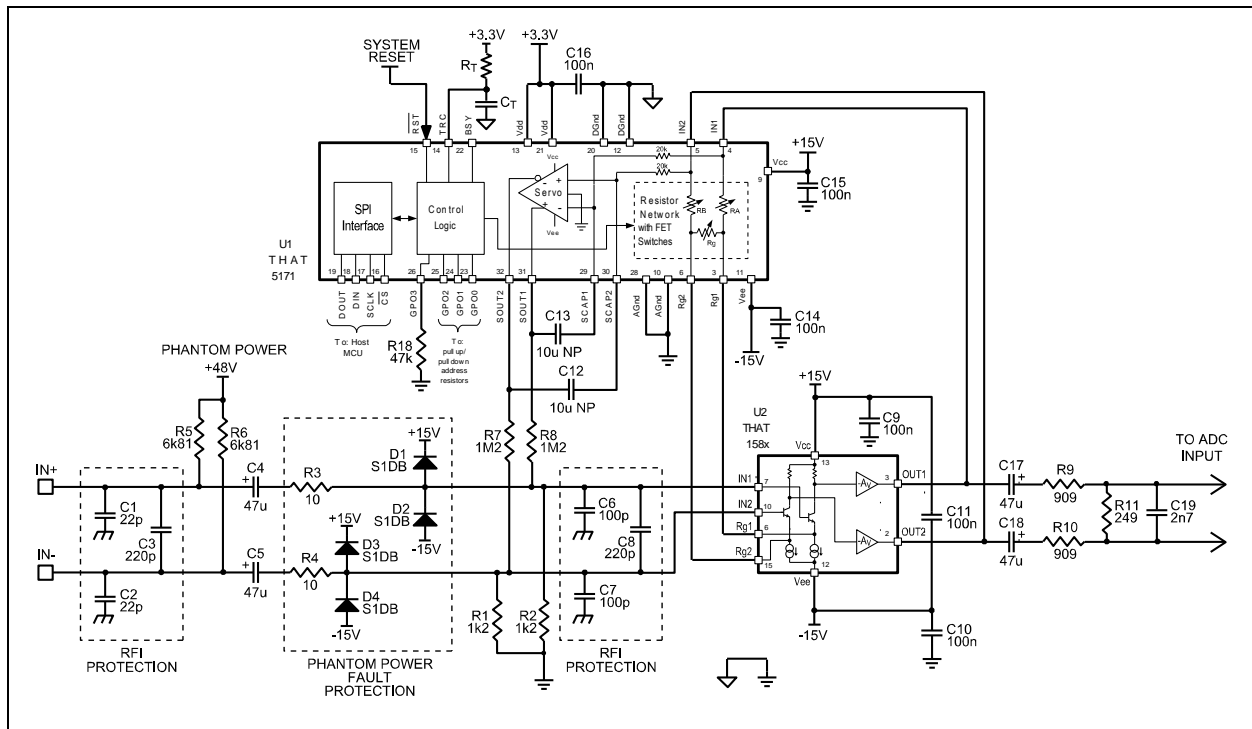 SYSTEM
RESET
+3.3V
RT
CT
+3.3V
C16
100n
RST
TRC
BSY
Vdd
Vdd
DGnd
DGnd
IN2
IN1
15
14
22
13
21
20
12
5
4
20k
20k
Vcc
9
+15V
C15
100n
SPI
Interface
Control
Logic
Vcc
Servo
Vee
- +
+ -
Resistor
Network
with FET
Switches
RB
RA
Rg
U1
THAT
5171
19
18
17
16
26
25
24
23
32
31
29
30
28
10
6
3
11
DOUT
DIN
SCLK
CS
GPO3
GPO2
GPO1
GPO0
SOUT2
SOUT1
SCAP1
SCAP2
AGnd
AGnd
Rg2
Rg1
Vee
To: Host
MCU
R18
47k
To:
pull up/
pull down
address
resistors
C13
10u NP
C12
10u NP
C14
100n
-15V
PHANTOM POWER
+48V
R5
6k81
R6
6k81
R7
1M2
R8
1M2
+15V
D1
S1DB
D2
S1DB
-15V
+15V
D3
S1DB
D4
S1DB
-15V
IN+
IN-
C1
22p
C3
220p
C2
22p
RFI
PROTECTION
+
C4
47u
R3
10
+
C5
47u
R4
10
PHANTOM POWER
FAULT
PROTECTION
R1
1k2
R2
1k2
C6
100p
C8
220p
C7
100p
RFI
PROTECTION
U2
THAT
158x
+15V
C9
100n
Vcc
13
IN1
7
IN2
10
Rg1
6
Rg2
15
-AV
-AV
3
OUT1
2
OUT2
12
Vee
-15V
C11
100n
C10
100n
C17
+
47u
R9
909
C18
+
47u
R10
909
R11
249
C19
2n7
TO ADC
INPUT